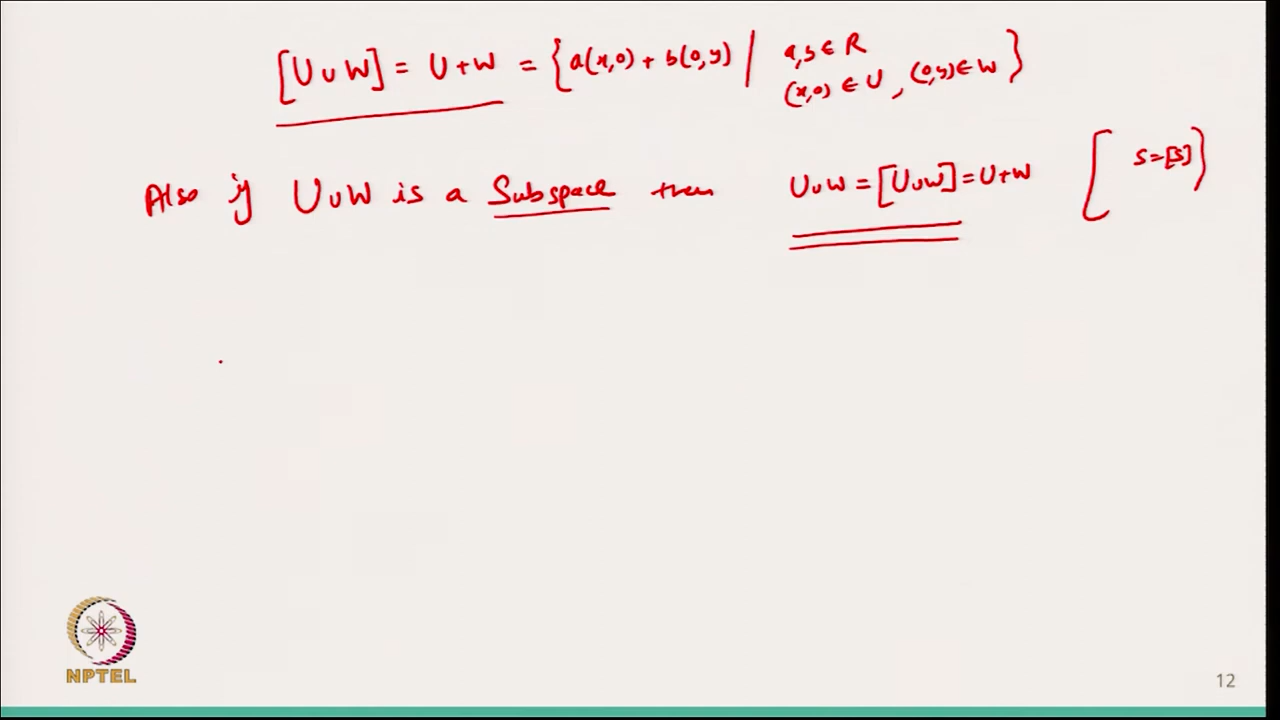 [U∪W] = U+W = {a(x,0) + b(0,y) | a,b ∈ R
(x,0) ∈ U, (0,y) ∈ W}
Also if U∪W is a Subspace then U∪W = [U∪W] = U+W [S=[S])
NPTEL
12